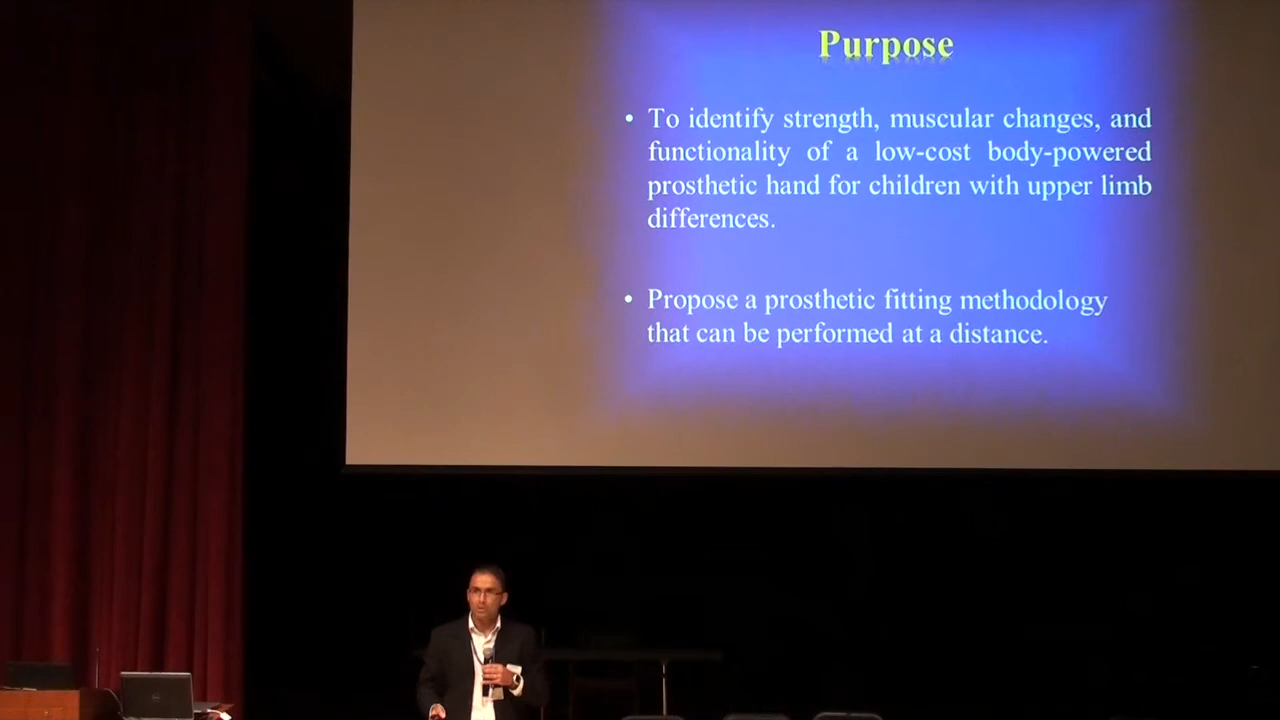 Purpose
• To identify strength, muscular changes, and
functionality of a low-cost body-powered
prosthetic hand for children with upper limb
differences.
• Propose a prosthetic fitting methodology
that can be performed at a distance.